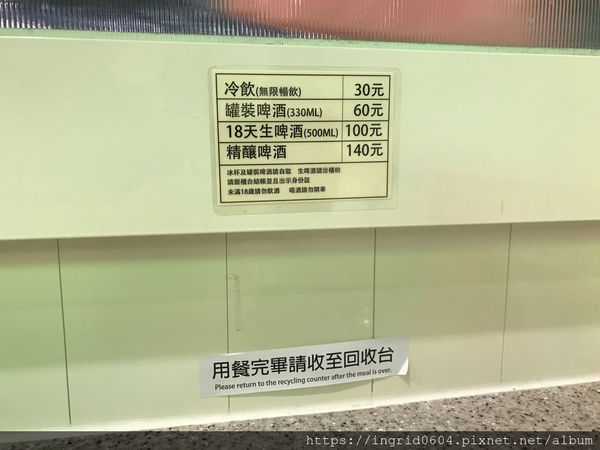 冷飲(無限暢飲) 30元
罐裝啤酒(330ML) 60元
18天生啤酒(500ML) 100元
精釀啤酒 140元
冰杯及罐裝啤酒請自取 生啤酒請洽櫃枱
請跟櫃台結帳並且出示身份証
未滿18歲請勿飲酒 喝酒請勿開車
用餐完畢請收至回收台
Please return to the recycling counter after the meal is over.
https://ingrid0604.pixnet.net/album